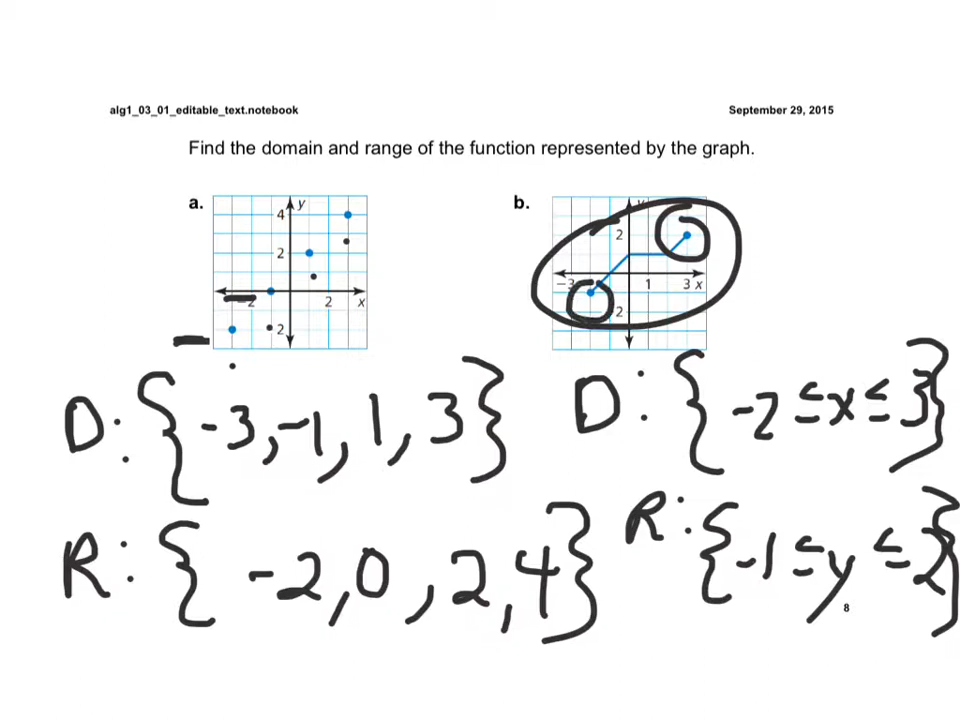 alg1_03_01_editable_text.notebook September 29, 2015
Find the domain and range of the function represented by the graph.
a. b.
4 y
2
-2 2 x
2
y
2
-3 1 3 x
2
D: {-3, -1, 1, 3} D: {-2 ≤ x ≤ 3}
R: {-2, 0, 2, 4} R: {-1 ≤ y ≤ 2}
8